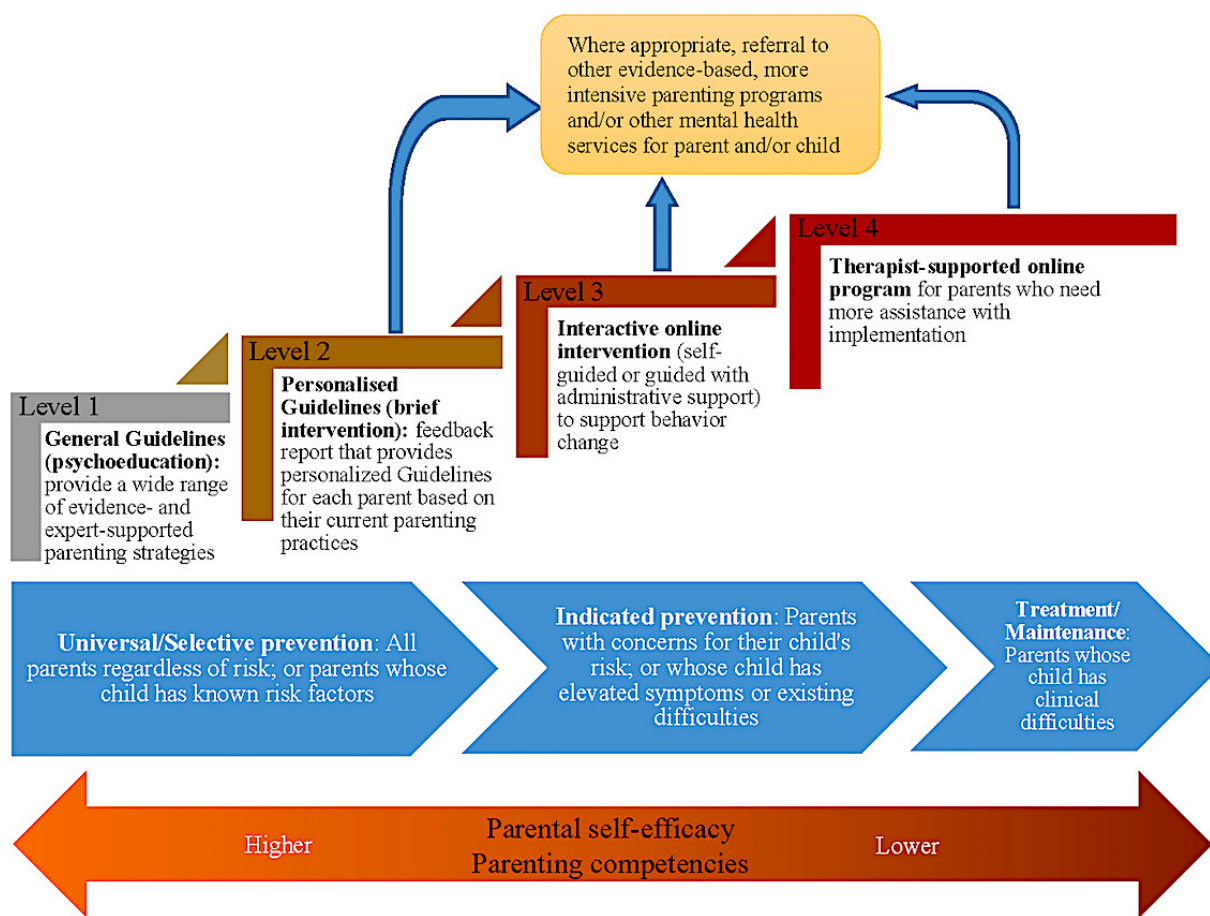 Where appropriate, referral to
other evidence-based, more
intensive parenting programs
and/or other mental health
services for parent and/or child
Level 4
Therapist-supported online
program for parents who need
more assistance with
implementation
Level 3
Interactive online
intervention (self-
guided or guided with
administrative support)
to support behavior
change
Level 2
Personalised
Guidelines (brief
intervention): feedback
report that provides
personalized Guidelines
for each parent based on
their current parenting
practices
Level 1
General Guidelines
(psychoeducation):
provide a wide range
of evidence- and
expert-supported
parenting strategies
Universal/Selective prevention: All
parents regardless of risk; or parents whose
child has known risk factors
Indicated prevention: Parents
with concerns for their child's
risk; or whose child has
elevated symptoms or existing
difficulties
Treatment/
Maintenance:
Parents whose
child has
clinical
difficulties
Higher
Parental self-efficacy
Parenting competencies
Lower